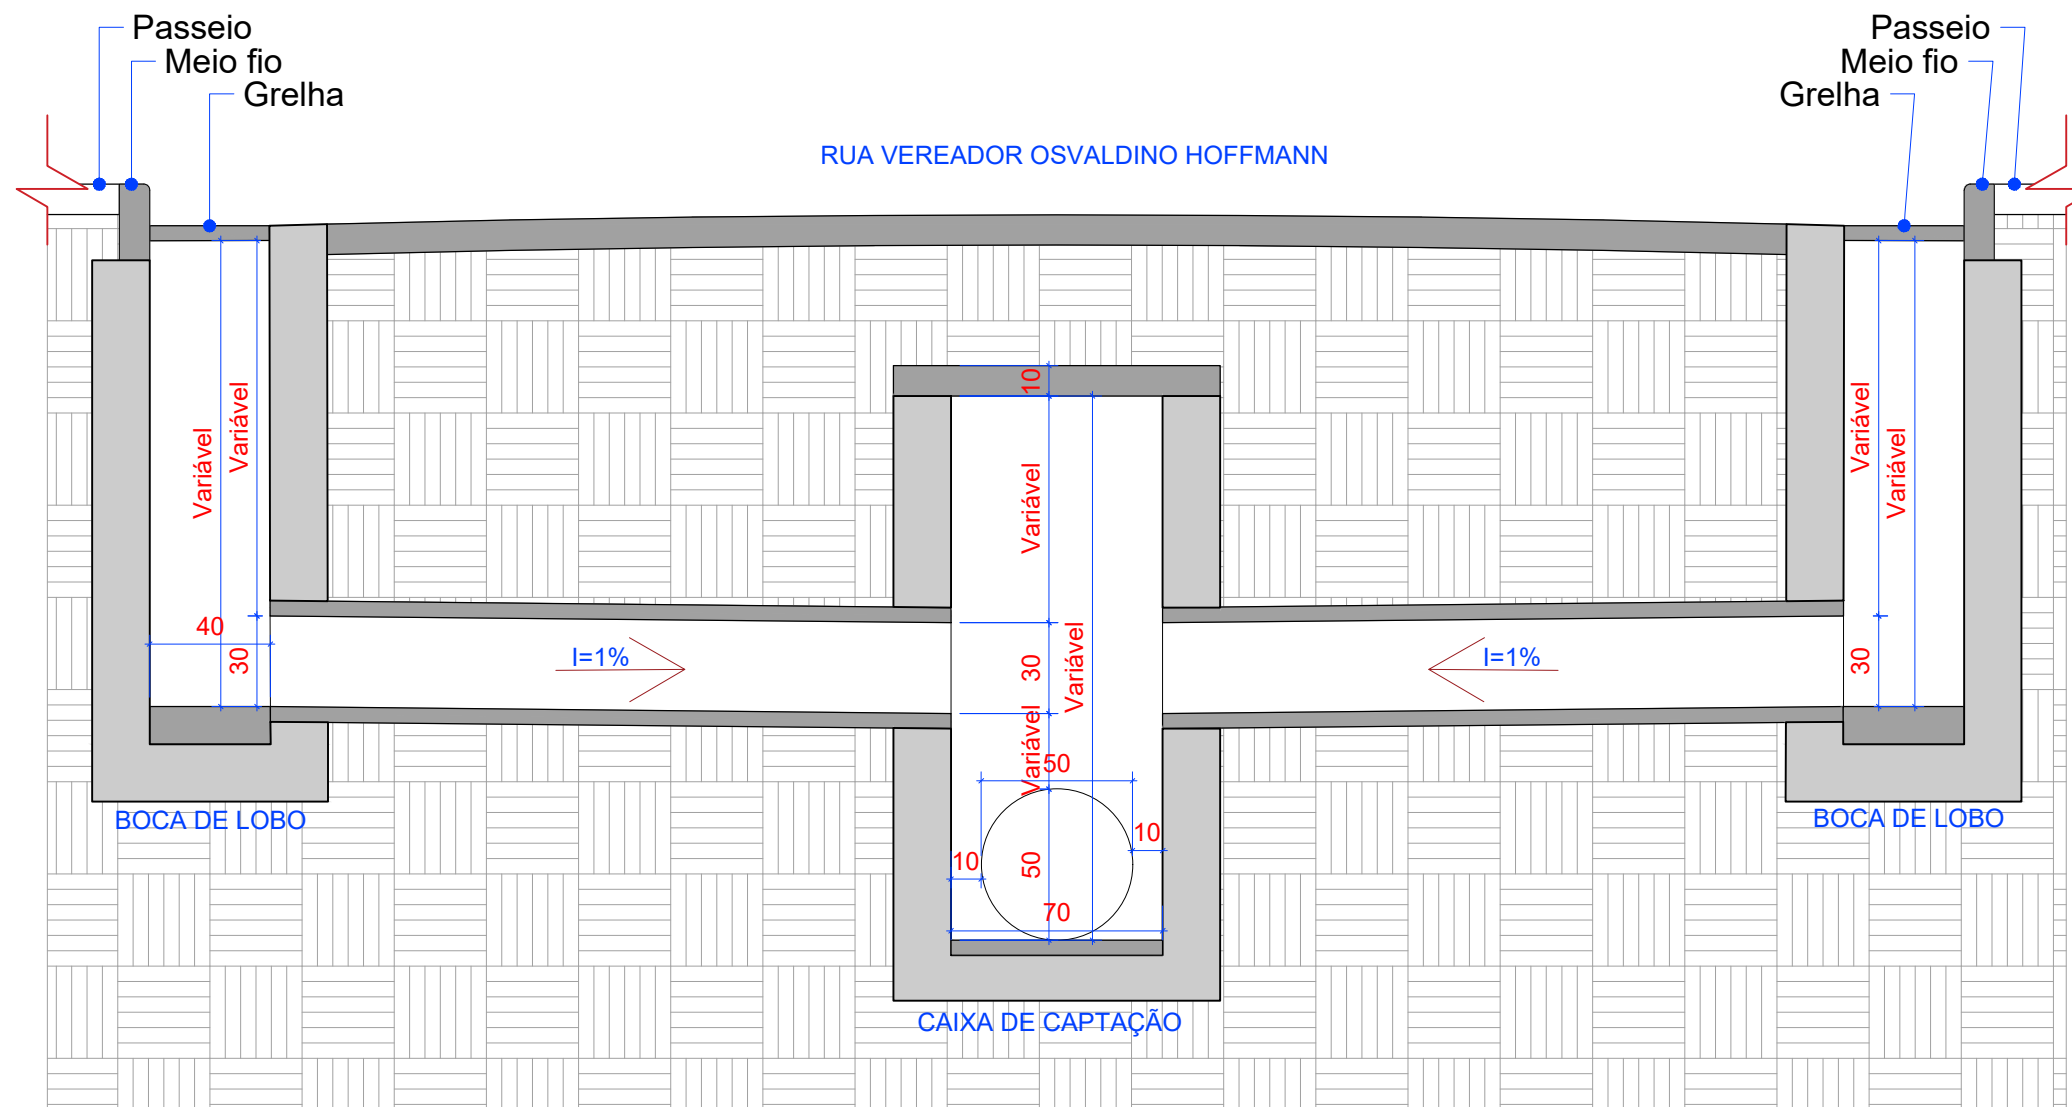 Passeio
Meio fio
Grelha
Passeio
Meio fio
Grelha
RUA VEREADOR OSVALDINO HOFFMANN
10
Variável
Variável
Variável
Variável
Variável
Variável
40
30
I=1%
30
I=1%
30
Variável
50
BOCA DE LOBO
BOCA DE LOBO
10
10
50
70
CAIXA DE CAPTAÇÃO